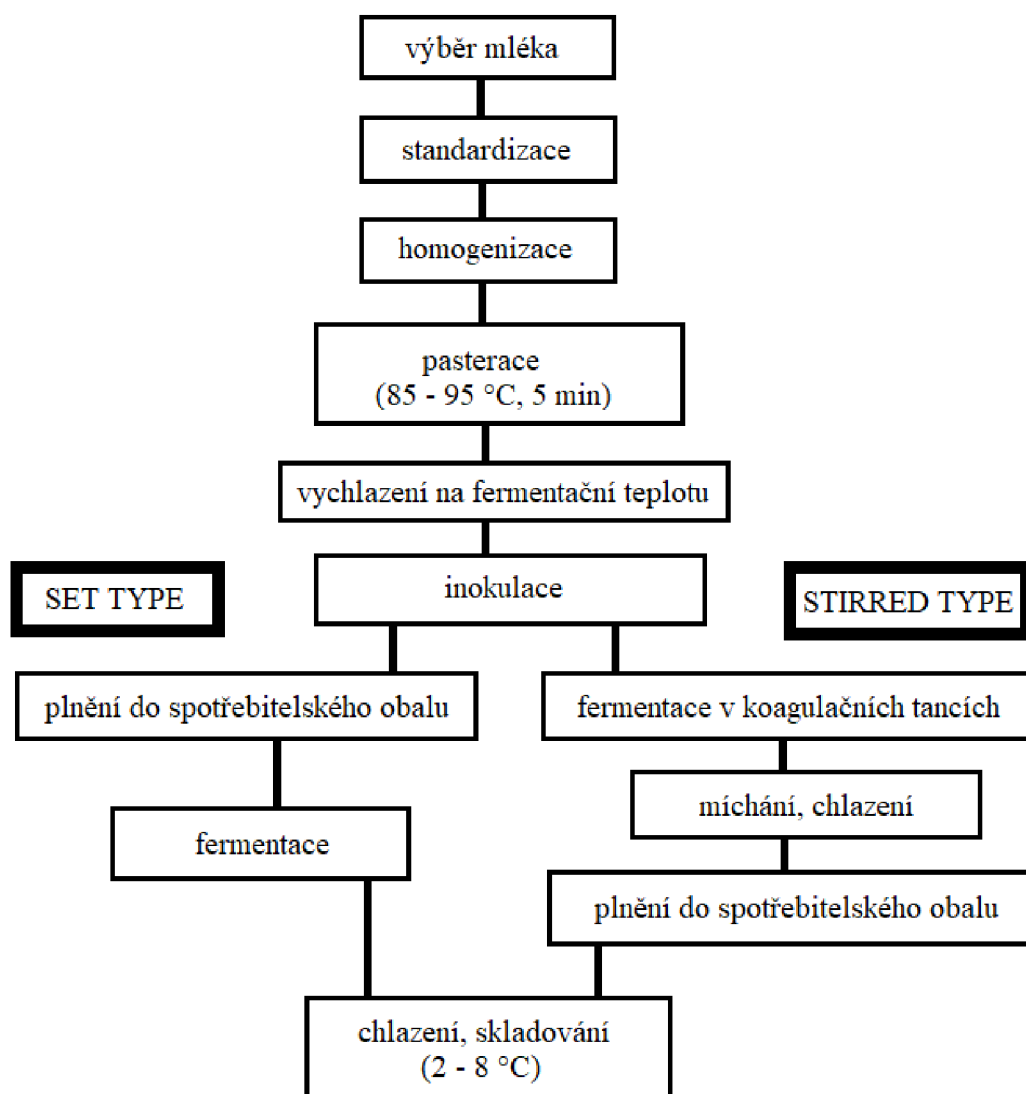 výběr mléka
standardizace
homogenizace
pasterace
(85 - 95 °C, 5 min)
vychlazení na fermentační teplotu
inokulace
SET TYPE
STIRRED TYPE
plnění do spotřebitelského obalu
fermentace v koagulačních tancích
míchání, chlazení
fermentace
plnění do spotřebitelského obalu
chlazení, skladování
(2 - 8 °C)